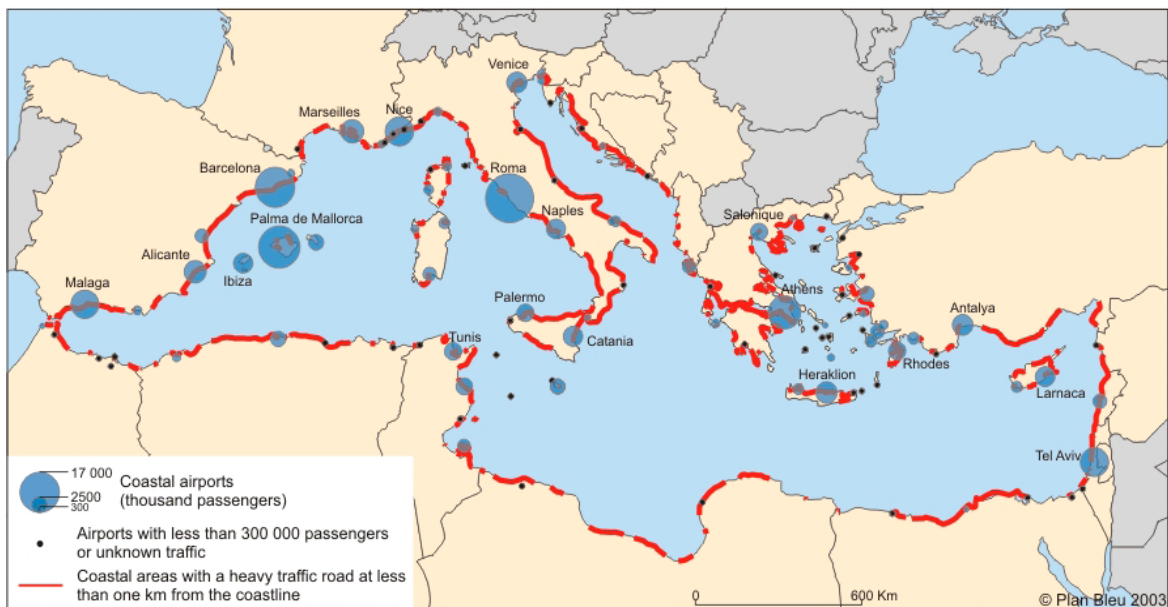 Venice
Marseilles
Nice
Barcelona
Roma
Palma de Mallorca
Naples
Salonique
Alicante
Ibiza
Malaga
Palermo
Athens
Antalya
Tunis
Catania
Rhodes
Heraklion
Larnaca
Tel Aviv
17 000
2500
300
Coastal airports
(thousand passengers)
Airports with less than 300 000 passengers
or unknown traffic
Coastal areas with a heavy traffic road at less
than one km from the coastline
0 600 Km
© Plan Bleu 2003